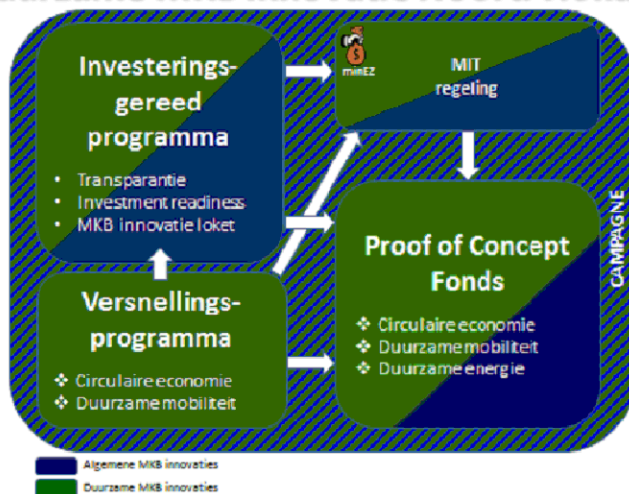 Investerings-
gereed
programma
• Transparantie
• Investment readiness
• MKB innovatie loket
minEZ
MIT
regeling
Versnellings-
programma
❖ Circulaire economie
❖ Duurzame mobiliteit
Proof of Concept
Fonds
❖ Circulaire economie
❖ Duurzame mobiliteit
❖ Duurzame energie
CAMPAGNE
Algemene MKB innovaties
Duurzame MKB innovaties